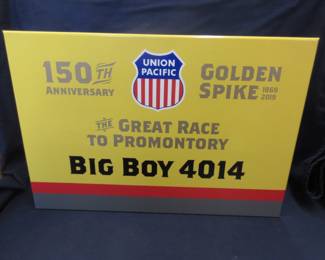 150TH
ANNIVERSARY
UNION
PACIFIC
GOLDEN
SPIKE 1869
2019
THE GREAT RACE
TO PROMONTORY
BIG BOY 4014